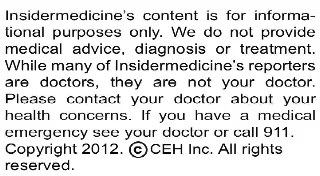 Insidermedicine's content is for informa-
tional purposes only. We do not provide
medical advice, diagnosis or treatment.
While many of Insidermedicine's reporters
are doctors, they are not your doctor.
Please contact your doctor about your
health concerns. If you have a medical
emergency see your doctor or call 911.
Copyright 2012. ©CEH Inc. All rights
reserved.